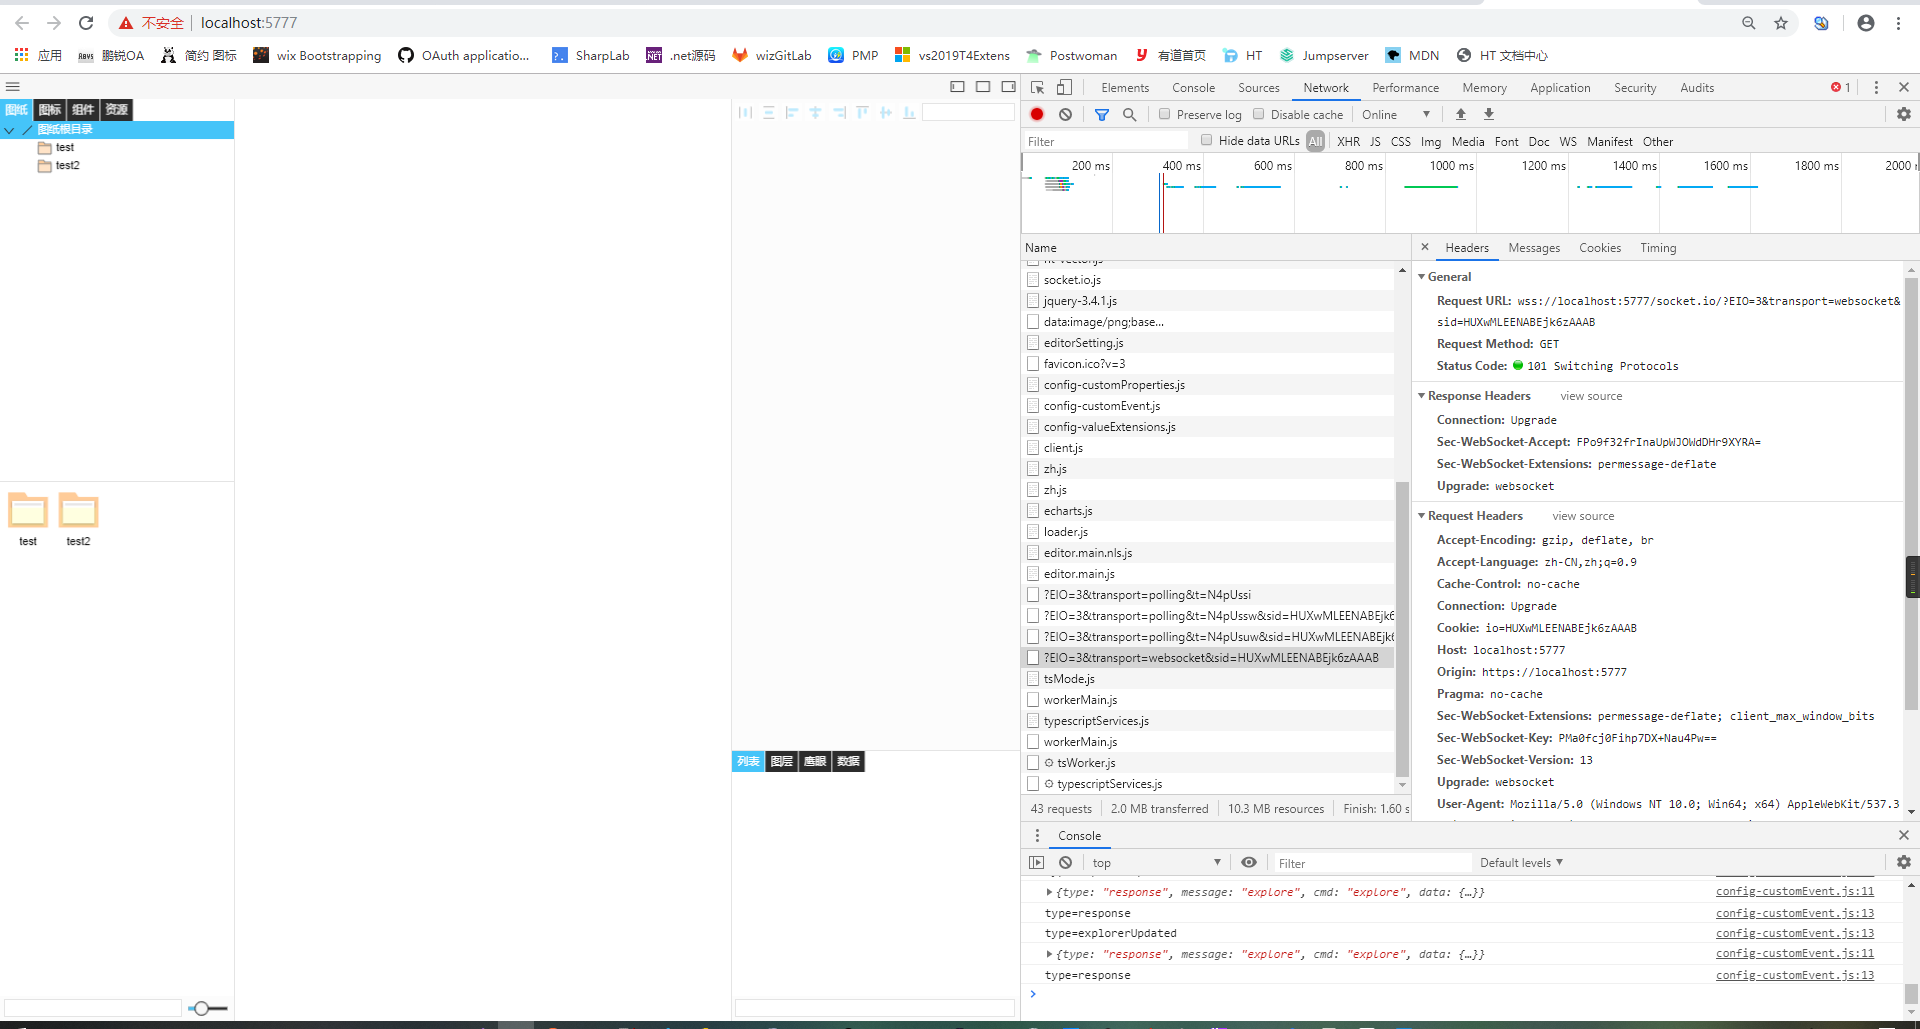 不安全 localhost:5777
应用 鹏锐OA 简约 图标 wix Bootstrapping OAuth application... SharpLab .net源码 wizGitLab PMP vs2019T4Extens Postwoman 有道首页 HT Jumpserver MDN HT 文档中心
图纸 图标 组件 资源
图纸根目录
test
test2
test test2
列表 图层 鹰眼 数据
Elements Console Sources Network Performance Memory Application Security Audits 1
Preserve log Disable cache Online
Filter Hide data URLs All XHR JS CSS Img Media Font Doc WS Manifest Other
200 ms 400 ms 600 ms 800 ms 1000 ms 1200 ms 1400 ms 1600 ms 1800 ms 2000
Name
socket.io.js
jquery-3.4.1.js
data:image/png;base...
editorSetting.js
favicon.ico?v=3
config-customProperties.js
config-customEvent.js
config-valueExtensions.js
client.js
zh.js
zh.js
echarts.js
loader.js
editor.main.nls.js
editor.main.js
?EIO=3&transport=polling&t=N4pUssi
?EIO=3&transport=polling&t=N4pUssw&sid=HUXwMLEENABEjk6
?EIO=3&transport=polling&t=N4pUsuw&sid=HUXwMLEENABEjk6
?EIO=3&transport=websocket&sid=HUXwMLEENABEjk6zAAAB
tsMode.js
workerMain.js
typescriptServices.js
workerMain.js
tsWorker.js
typescriptServices.js
43 requests 2.0 MB transferred 10.3 MB resources Finish: 1.60 s
Headers Messages Cookies Timing
General
Request URL: wss://localhost:5777/socket.io/?EIO=3&transport=websocket&
sid=HUXwMLEENABEjk6zAAAB
Request Method: GET
Status Code: 101 Switching Protocols
Response Headers view source
Connection: Upgrade
Sec-WebSocket-Accept: FPo9f32frInaUpWJOWdDHr9XYRA=
Sec-WebSocket-Extensions: permessage-deflate
Upgrade: websocket
Request Headers view source
Accept-Encoding: gzip, deflate, br
Accept-Language: zh-CN,zh;q=0.9
Cache-Control: no-cache
Connection: Upgrade
Cookie: io=HUXwMLEENABEjk6zAAAB
Host: localhost:5777
Origin: https://localhost:5777
Pragma: no-cache
Sec-WebSocket-Extensions: permessage-deflate; client_max_window_bits
Sec-WebSocket-Key: PMa0fcj0Fihp7DX+Nau4Pw==
Sec-WebSocket-Version: 13
Upgrade: websocket
User-Agent: Mozilla/5.0 (Windows NT 10.0; Win64; x64) AppleWebKit/537.3
Console
top Filter Default levels
{type: "response", message: "explore", cmd: "explore", data: {…}} config-customEvent.js:11
type=response config-customEvent.js:13
type=explorerUpdated config-customEvent.js:13
{type: "response", message: "explore", cmd: "explore", data: {…}} config-customEvent.js:11
type=response config-customEvent.js:13